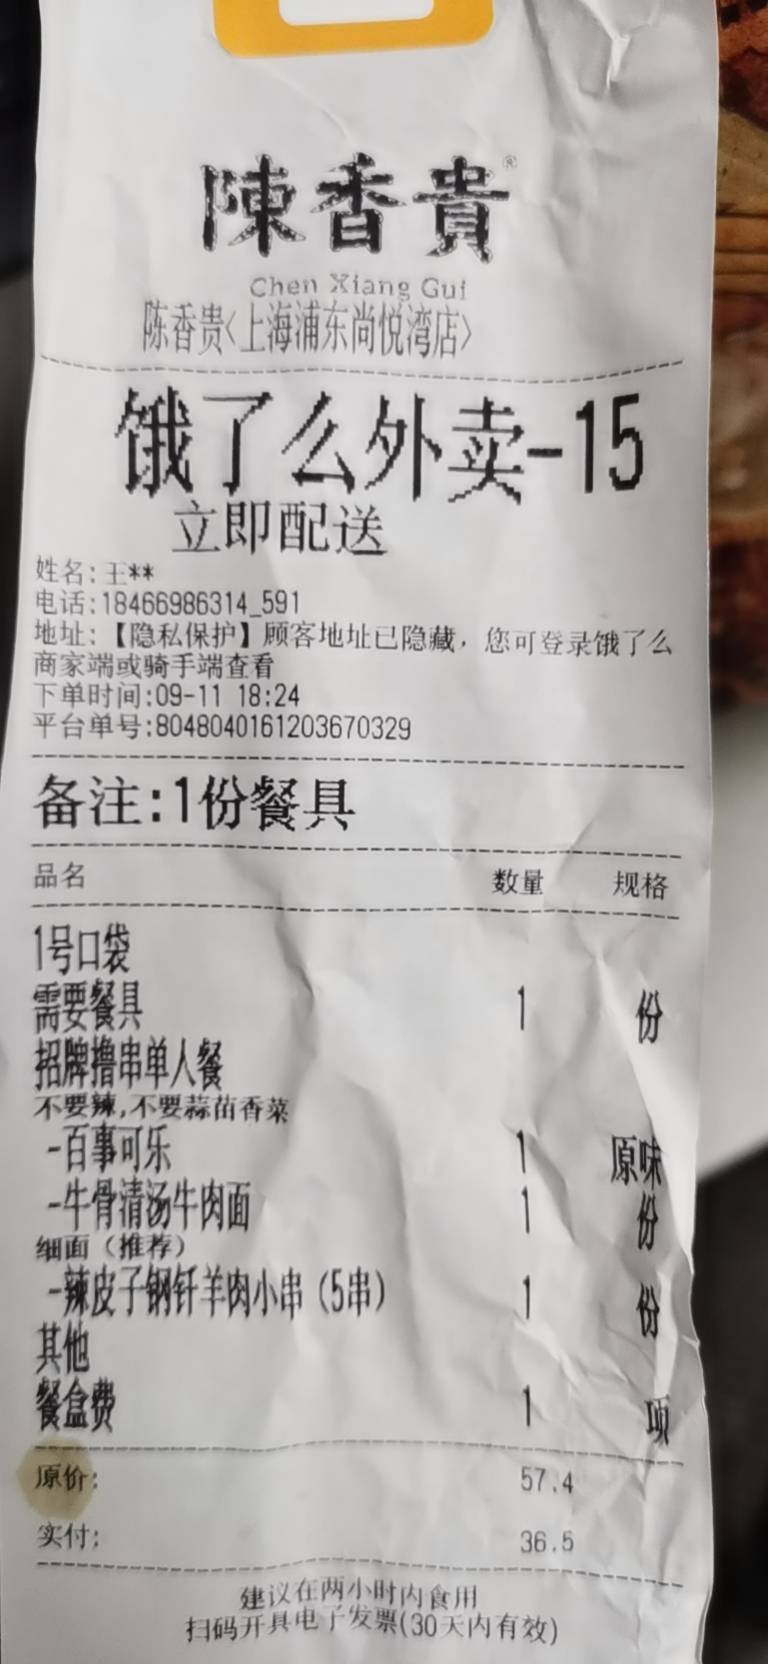 陳香貴®
Chen Xiang Gui
陈香贵<上海浦东尚悦湾店>
饿了么外卖-15
立即配送
姓名:王**
电话:18466986314_591
地址:【隐私保护】顾客地址已隐藏，您可登录饿了么
商家端或骑手端查看
下单时间:09-11 18:24
平台单号:8048040161203670329
备注:1份餐具
品名 数量 规格
1号口袋
需要餐具 1 份
招牌撸串单人餐
不要辣,不要蒜苗香菜
-百事可乐 1 原味
-牛骨清汤牛肉面 1 份
细面（推荐）
-辣皮子钢钎羊肉小串（5串） 1 份
其他
餐盒费 1 项
原价: 57.4
实付: 36.5
建议在两小时内食用
扫码开具电子发票(30天内有效)